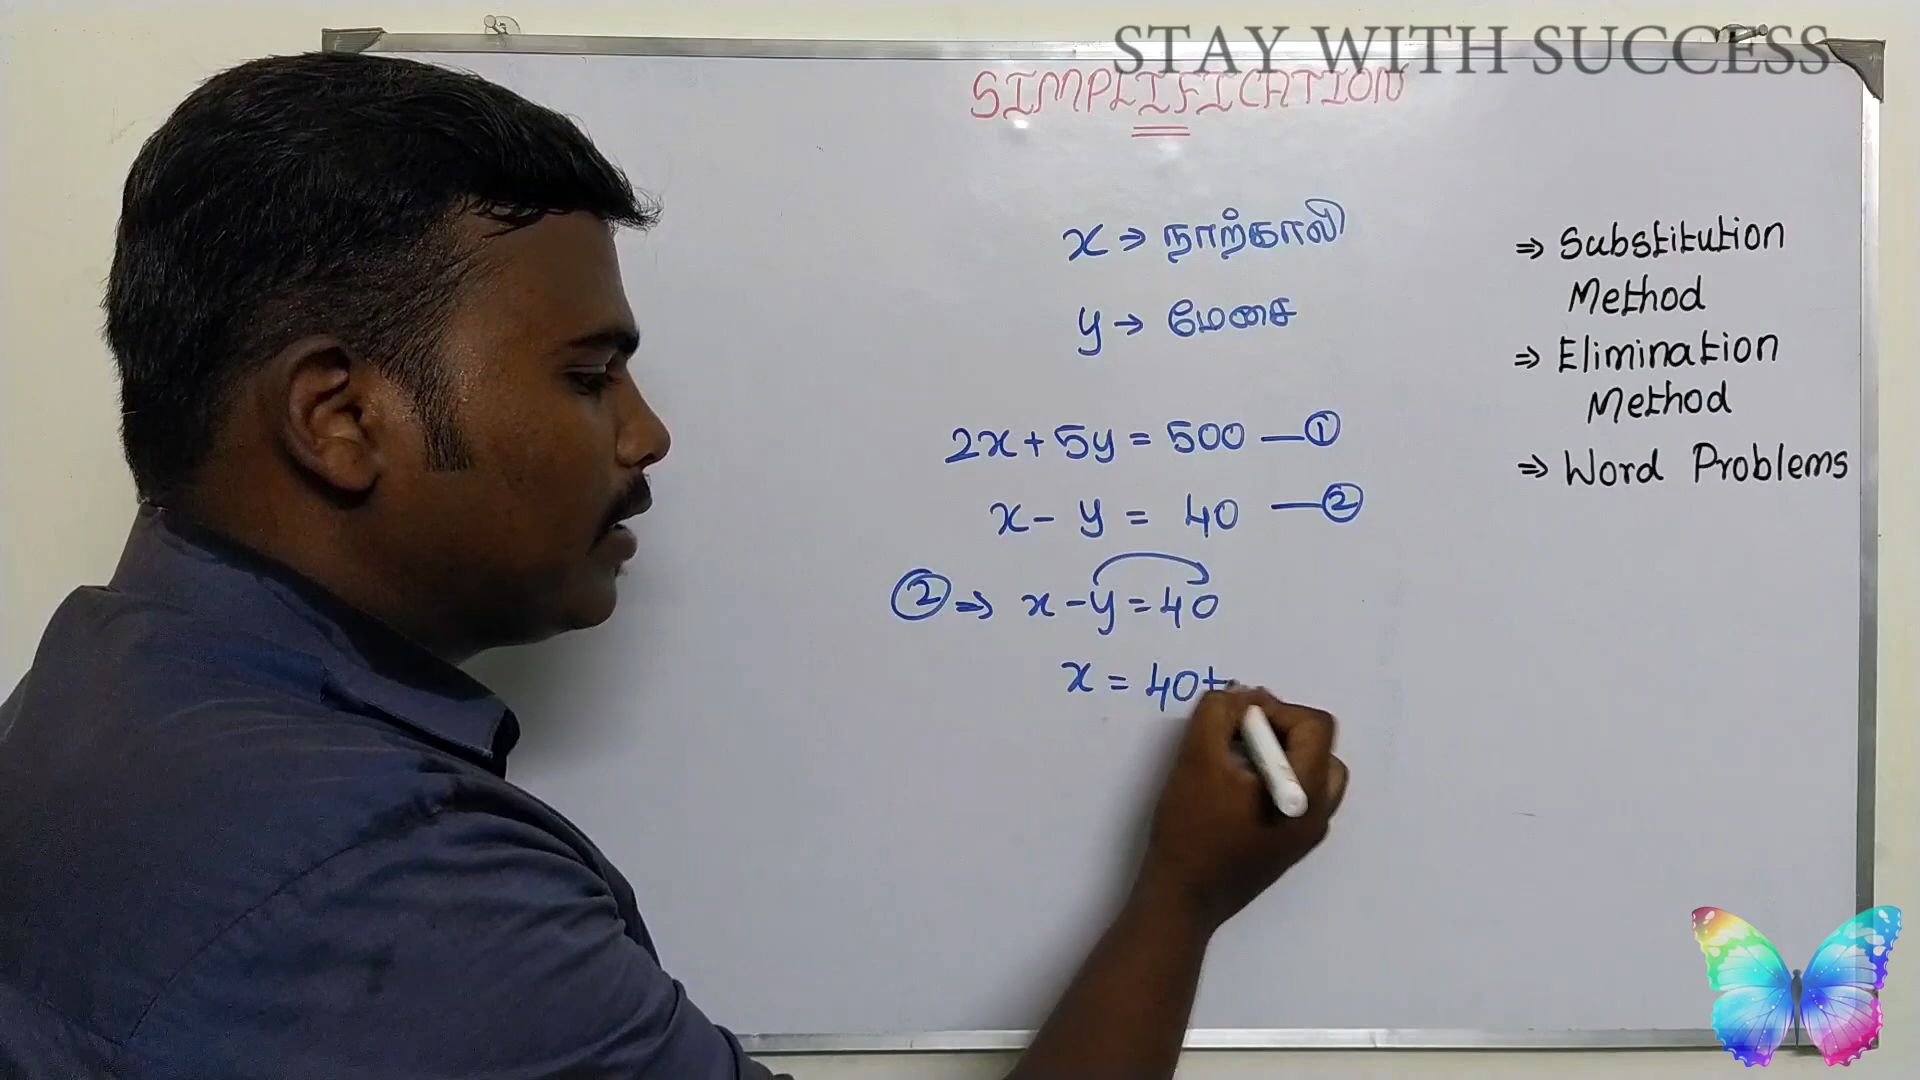 STAY WITH SUCCESS
SIMPLIFICATION
x → நாற்காலி
y → மேசை
2x + 5y = 500 — ①
x - y = 40 — ②
② ⇒ x - y = 40
x = 40 +
⇒ Substitution
Method
⇒ Elimination
Method
⇒ Word Problems